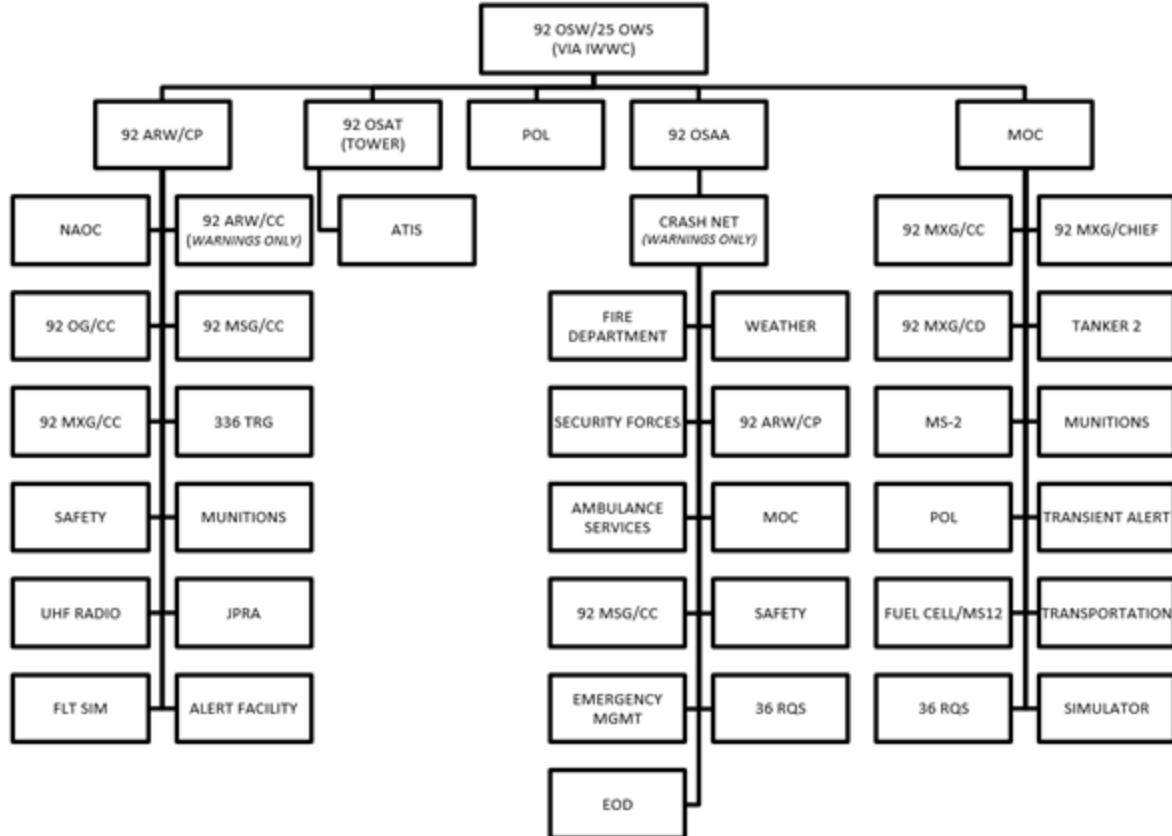 92 OSW/25 OWS
(VIA IWWC)
92 ARW/CP
92 OSAT
(TOWER)
POL
92 OSAA
MOC
NAOC
92 ARW/CC
(WARNINGS ONLY)
ATIS
CRASH NET
(WARNINGS ONLY)
92 MXG/CC
92 MXG/CHIEF
92 OG/CC
92 MSG/CC
FIRE
DEPARTMENT
WEATHER
92 MXG/CD
TANKER 2
92 MXG/CC
336 TRG
SECURITY FORCES
92 ARW/CP
MS-2
MUNITIONS
SAFETY
MUNITIONS
AMBULANCE
SERVICES
MOC
POL
TRANSIENT ALERT
UHF RADIO
JPRA
92 MSG/CC
SAFETY
FUEL CELL/MS12
TRANSPORTATION
FLT SIM
ALERT FACILITY
EMERGENCY
MGMT
36 RQS
36 RQS
SIMULATOR
EOD